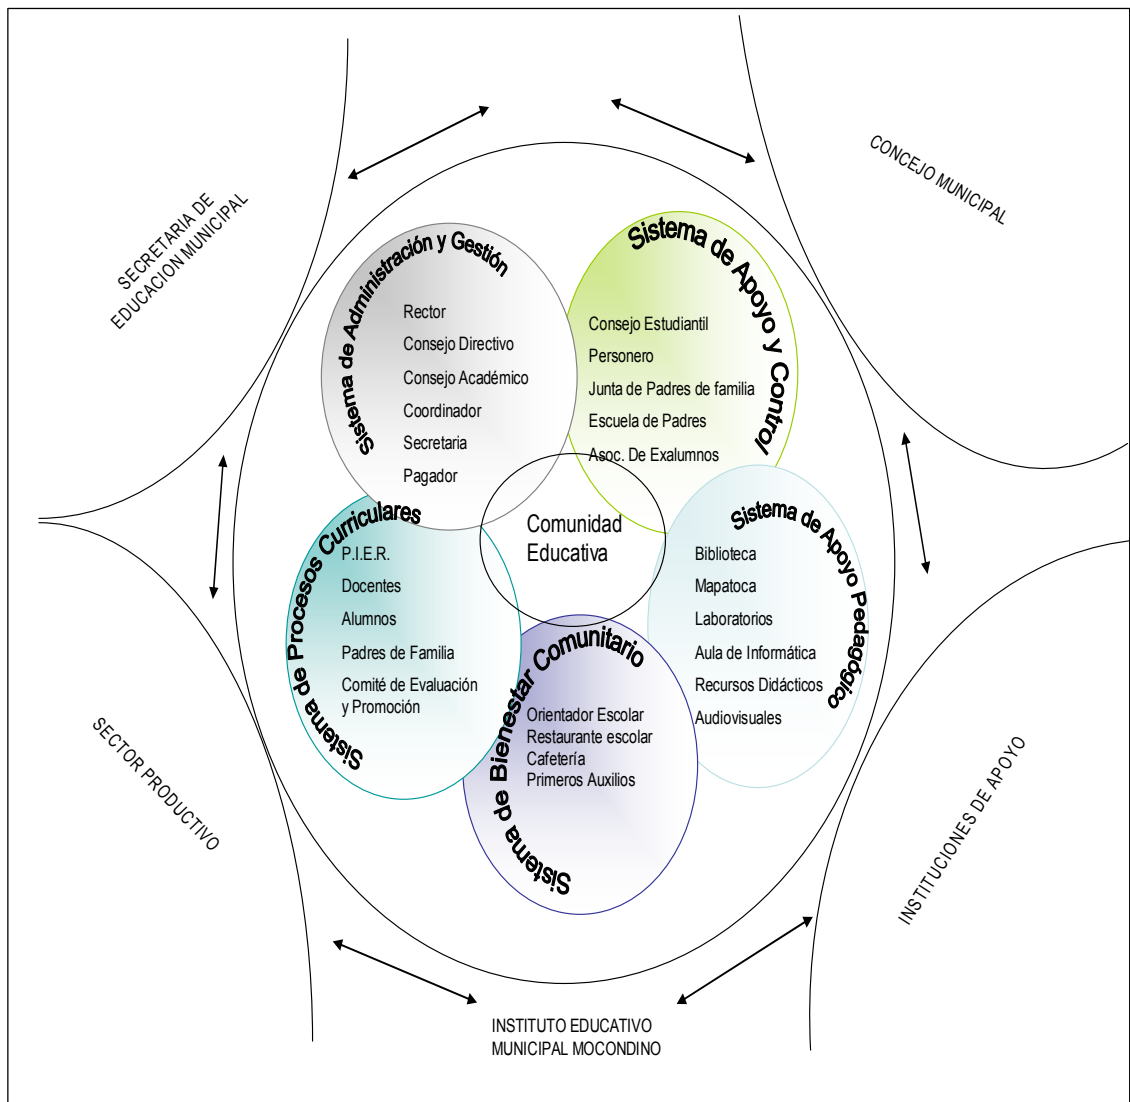 SECRETARIA DE
EDUCACION MUNICIPAL
CONCEJO MUNICIPAL
Sistema de Administración y Gestión
Rector
Consejo Directivo
Consejo Académico
Coordinador
Secretaria
Pagador
Sistema de Apoyo y Control
Consejo Estudiantil
Personero
Junta de Padres de familia
Escuela de Padres
Asoc. De Exalumnos
Comunidad
Educativa
Sistema de Procesos Curriculares
P.I.E.R.
Docentes
Alumnos
Padres de Familia
Comité de Evaluación
y Promoción
Sistema de Apoyo Pedagógico
Biblioteca
Mapatoca
Laboratorios
Aula de Informática
Recursos Didácticos
Audiovisuales
Sistema de Bienestar Comunitario
Orientador Escolar
Restaurante escolar
Cafetería
Primeros Auxilios
SECTOR PRODUCTIVO
INSTITUCIONES DE APOYO
INSTITUTO EDUCATIVO
MUNICIPAL MOCONDINO